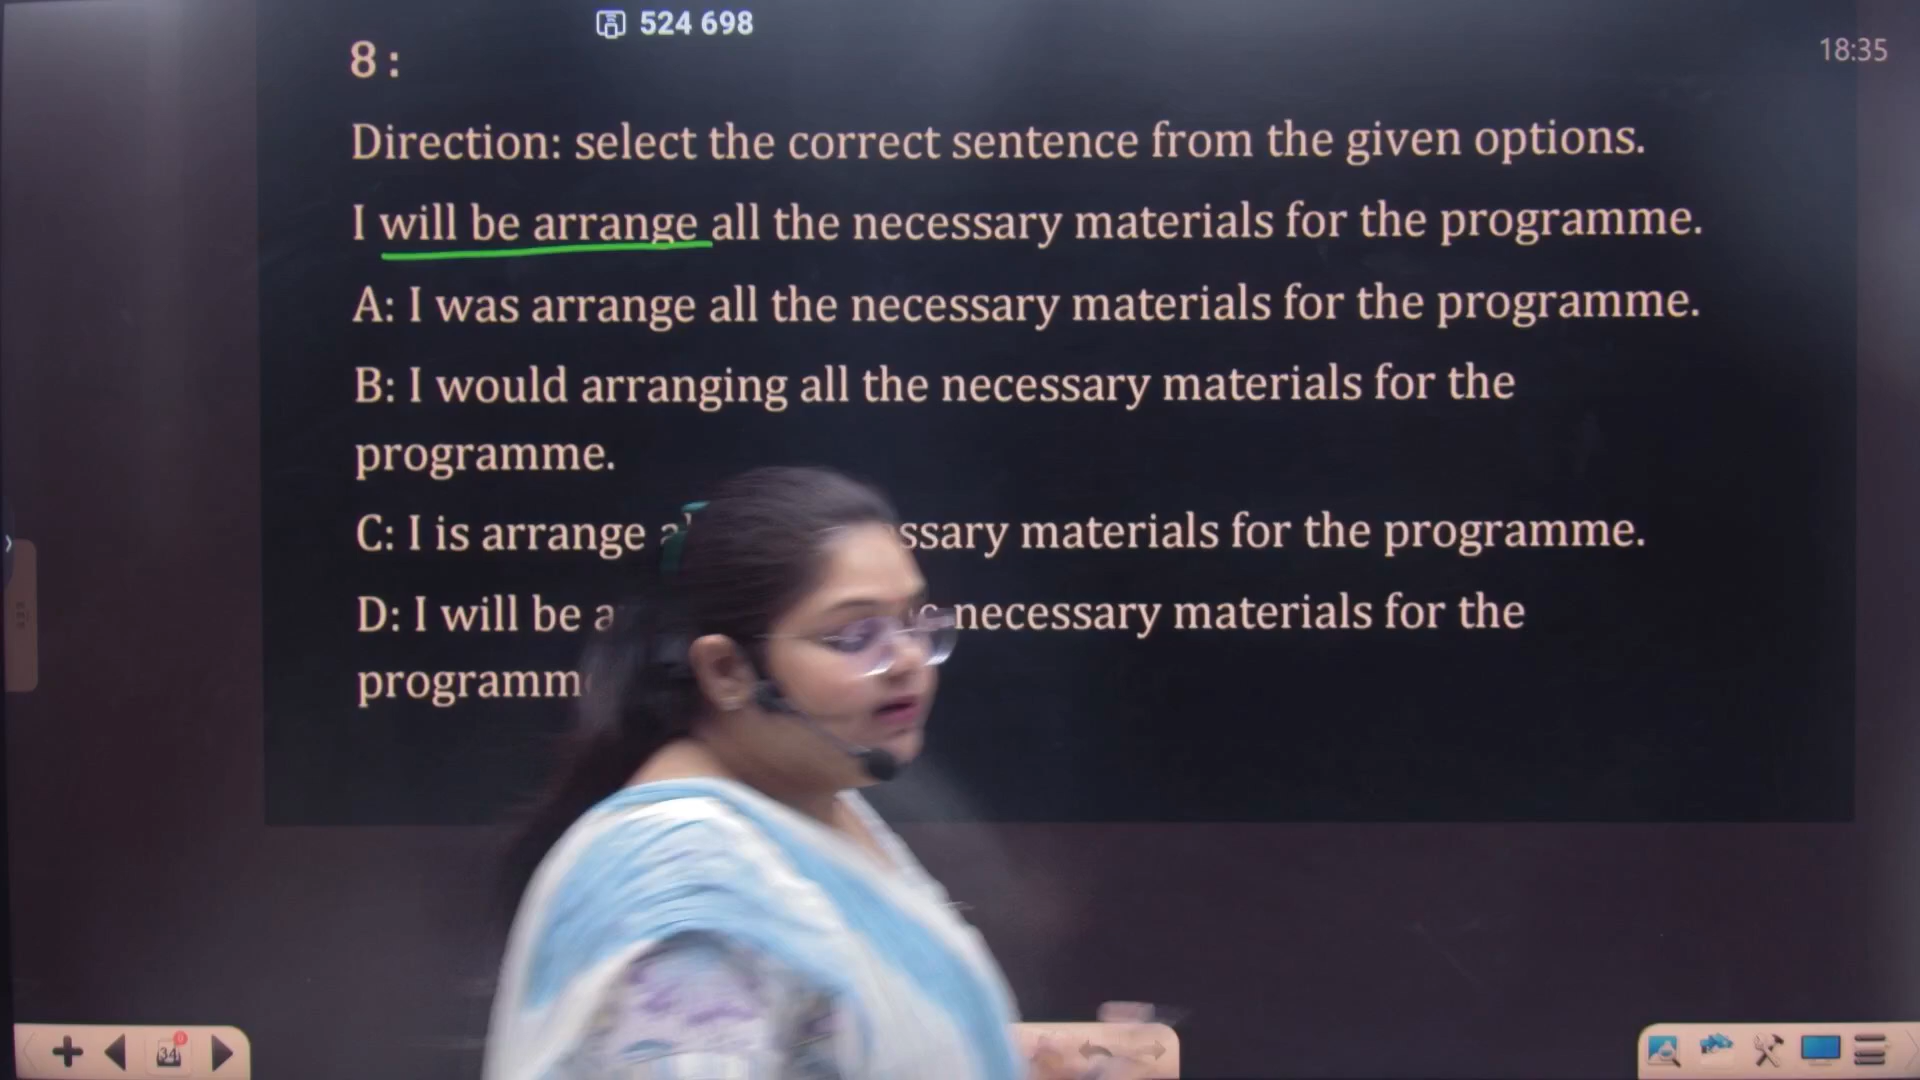 524 698
18:35
8 :
Direction: select the correct sentence from the given options.
I will be arrange all the necessary materials for the programme.
A: I was arrange all the necessary materials for the programme.
B: I would arranging all the necessary materials for the
programme.
C: I is arrange materials for the programme.
D: I will be necessary materials for the
34